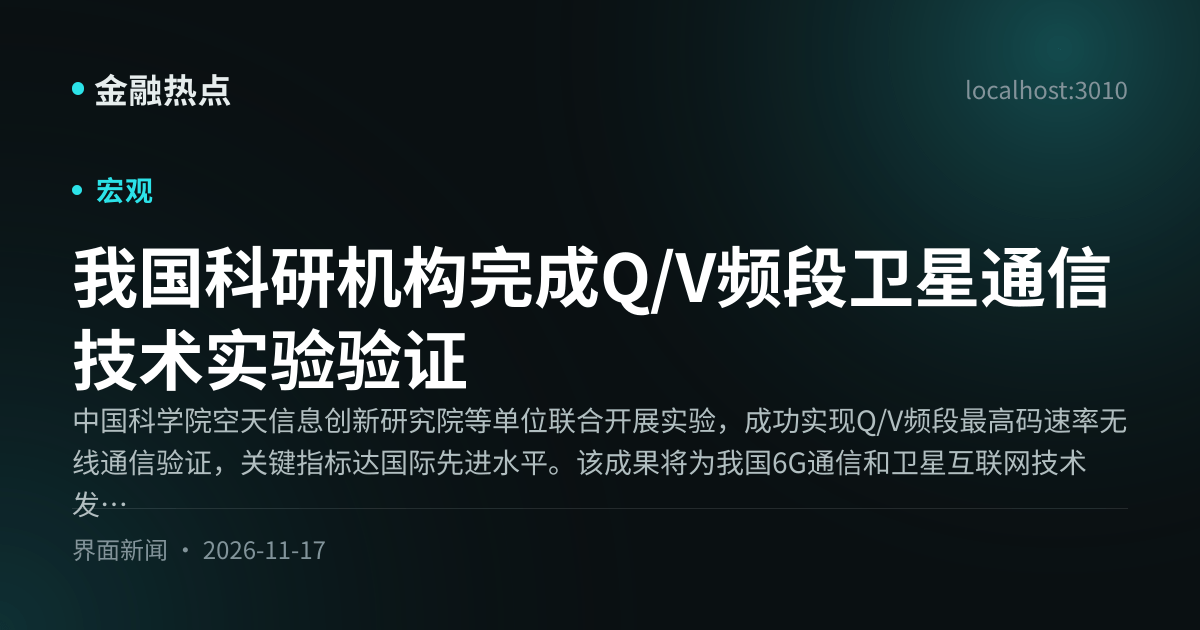 金融热点
localhost:3010
宏观
我国科研机构完成Q/V频段卫星通信
技术实验验证
中国科学院空天信息创新研究院等单位联合开展实验，成功实现Q/V频段最高码速率无
线通信验证，关键指标达国际先进水平。该成果将为我国6G通信和卫星互联网技术
发…
界面新闻 • 2026-11-17